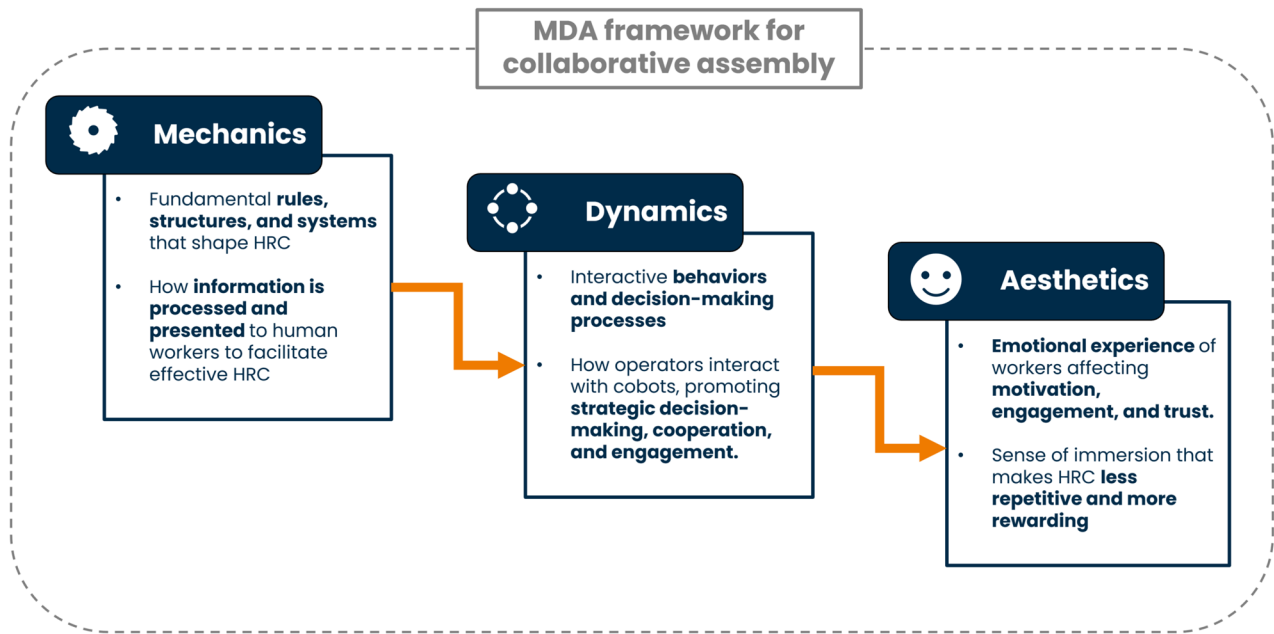 MDA framework for
collaborative assembly
Mechanics
• Fundamental rules,
structures, and systems
that shape HRC
• How information is
processed and
presented to human
workers to facilitate
effective HRC
Dynamics
• Interactive behaviors
and decision-making
processes
• How operators interact
with cobots, promoting
strategic decision-
making, cooperation,
and engagement.
Aesthetics
• Emotional experience of
workers affecting
motivation,
engagement, and trust.
• Sense of immersion that
makes HRC less
repetitive and more
rewarding